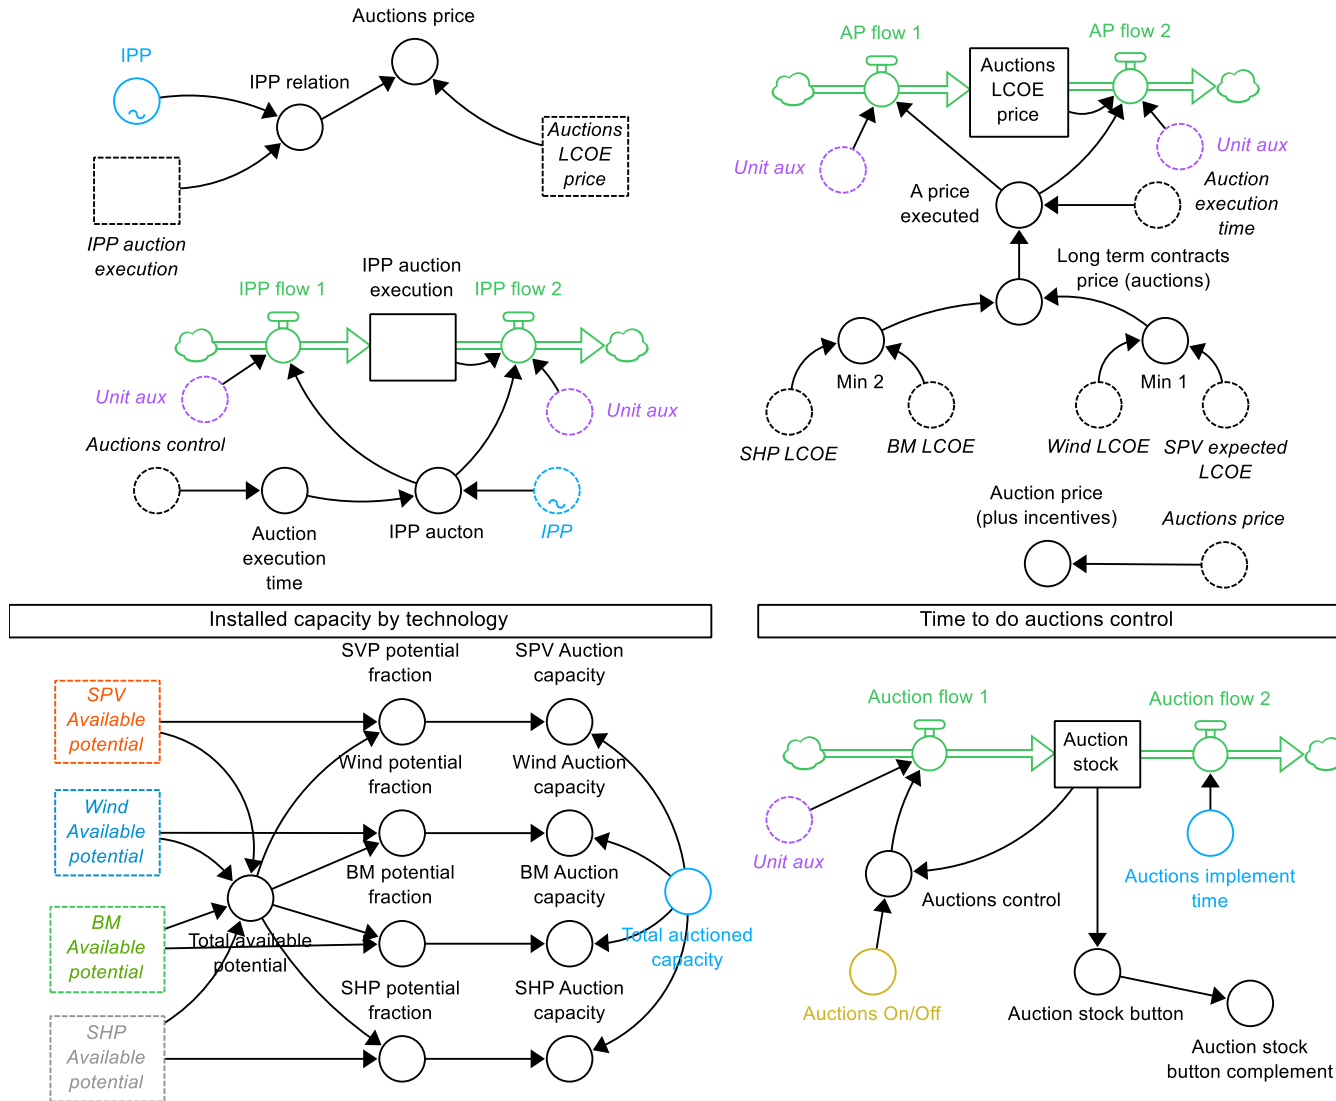 Auctions price
IPP
IPP relation
Auctions
LCOE
price
IPP auction
execution
IPP auction
execution
IPP flow 1
IPP flow 2
Unit aux
Unit aux
Auctions control
Auction
execution
time
IPP aucton
IPP
AP flow 1
AP flow 2
Auctions
LCOE
price
Unit aux
Unit aux
A price
executed
Auction
execution
time
Long term contracts
price (auctions)
Min 2
Min 1
SHP LCOE
BM LCOE
Wind LCOE
SPV expected
LCOE
Auction price
(plus incentives)
Auctions price
Installed capacity by technology
SVP potential
fraction
SPV Auction
capacity
SPV
Available
potential
Wind potential
fraction
Wind Auction
capacity
Wind
Available
potential
BM potential
fraction
BM Auction
capacity
BM
Available
potential
Total available
potential
Total auctioned
capacity
SHP potential
fraction
SHP Auction
capacity
SHP
Available
potential
Time to do auctions control
Auction flow 1
Auction flow 2
Auction
stock
Unit aux
Auctions control
Auctions implement
time
Auctions On/Off
Auction stock button
Auction stock
button complement